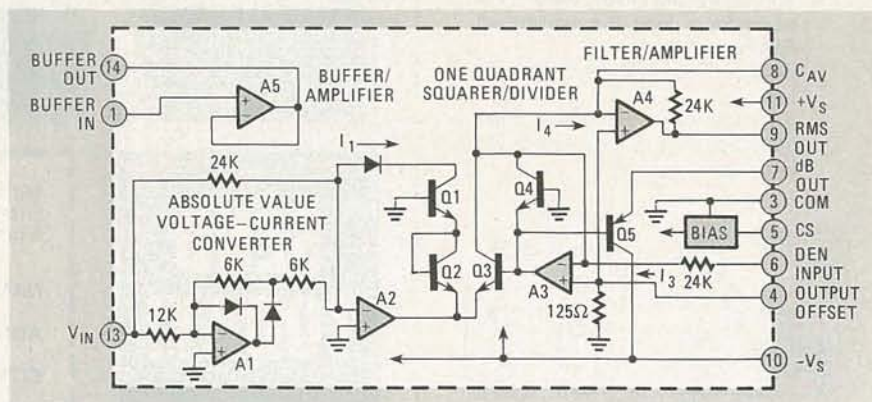 BUFFER OUT 14
BUFFER IN 1
A5
BUFFER/
AMPLIFIER
ONE QUADRANT
SQUARER/DIVIDER
FILTER/AMPLIFIER
I1
I4
A4
24K
24K
ABSOLUTE VALUE
VOLTAGE–CURRENT
CONVERTER
6K
6K
12K
VIN 13
A1
A2
Q1
Q2
Q3
Q4
Q5
A3
I3
125Ω
24K
BIAS
8 CAV
11 +VS
9 RMS OUT
7 dB OUT
3 COM
5 CS
6 DEN INPUT
4 OUTPUT OFFSET
10 -VS